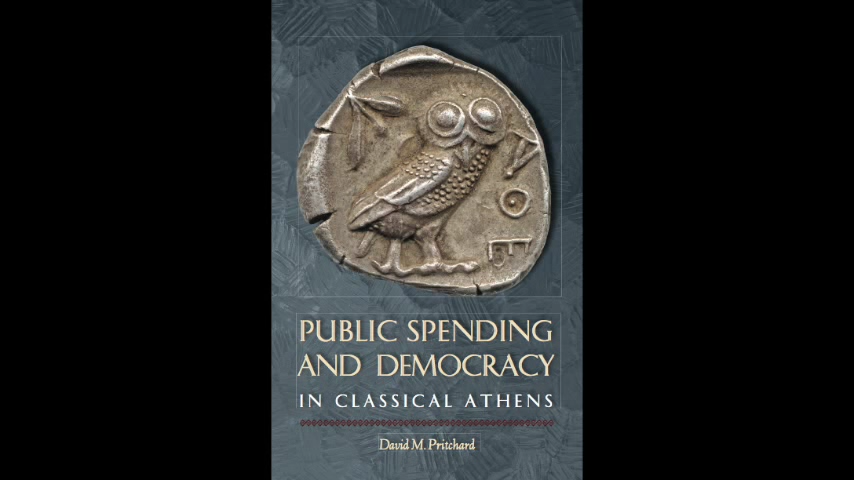 ΑΘΕ
PUBLIC SPENDING
AND DEMOCRACY
IN CLASSICAL ATHENS
David M. Pritchard